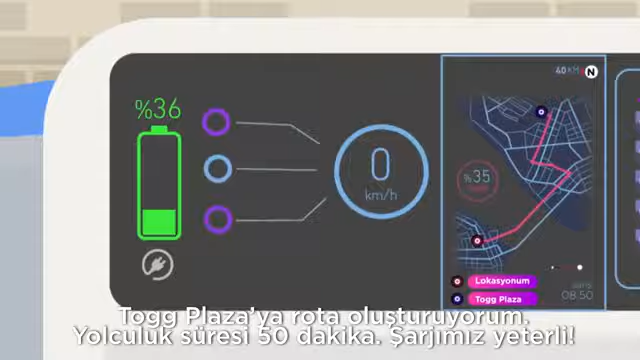 %36
0
km/h
40 KM
N
%35
Lokasyonum
Togg Plaza
08:50
Togg Plaza'ya rota oluşturuyorum.
Yolculuk süresi 50 dakika. Şarjımız yeterli!